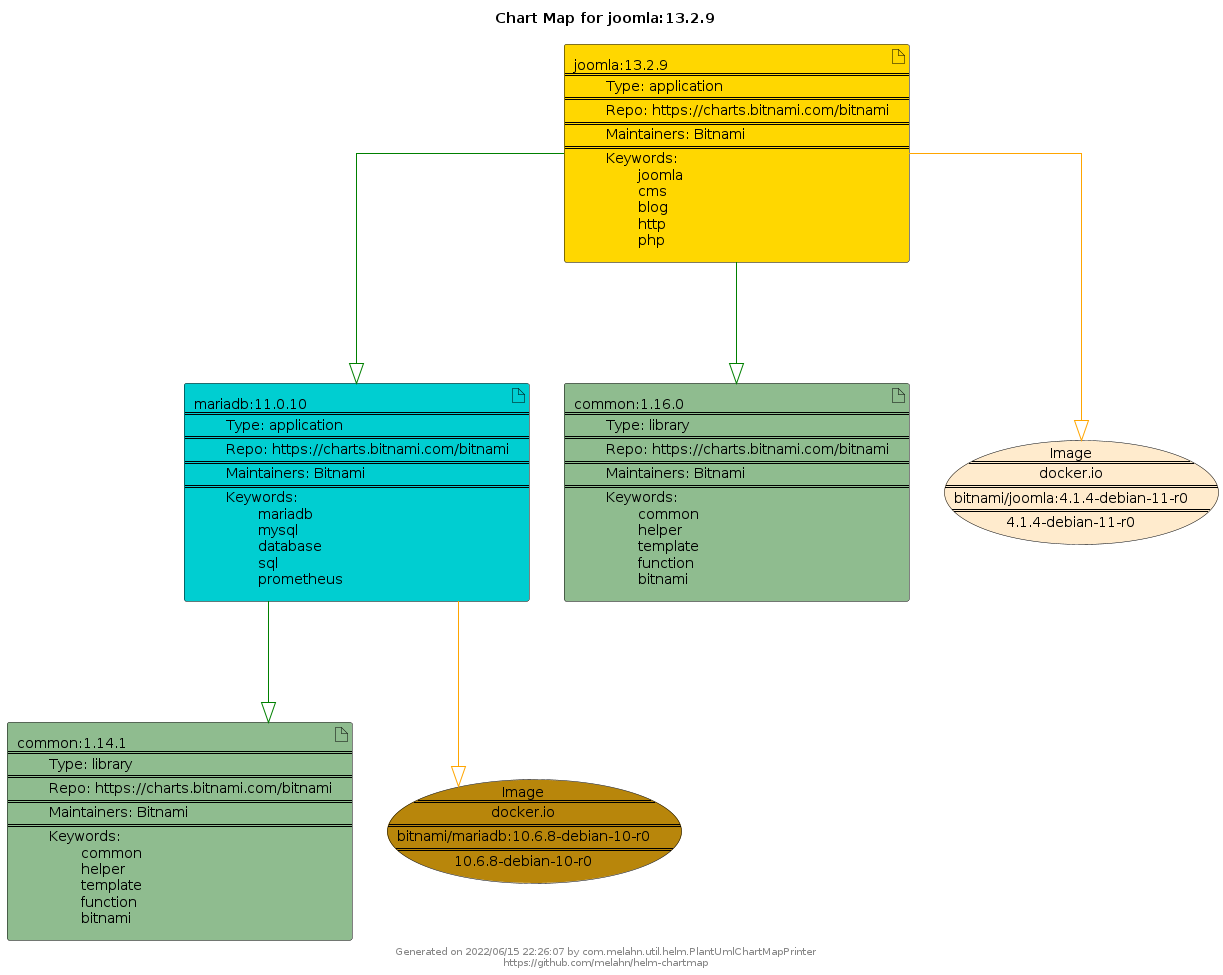 Chart Map for joomla:13.2.9
joomla:13.2.9
Type: application
Repo: https://charts.bitnami.com/bitnami
Maintainers: Bitnami
Keywords:
joomla
cms
blog
http
php
mariadb:11.0.10
Type: application
Repo: https://charts.bitnami.com/bitnami
Maintainers: Bitnami
Keywords:
mariadb
mysql
database
sql
prometheus
common:1.16.0
Type: library
Repo: https://charts.bitnami.com/bitnami
Maintainers: Bitnami
Keywords:
common
helper
template
function
bitnami
Image
docker.io
bitnami/joomla:4.1.4-debian-11-r0
4.1.4-debian-11-r0
common:1.14.1
Type: library
Repo: https://charts.bitnami.com/bitnami
Maintainers: Bitnami
Keywords:
common
helper
template
function
bitnami
Image
docker.io
bitnami/mariadb:10.6.8-debian-10-r0
10.6.8-debian-10-r0
Generated on 2022/06/15 22:26:07 by com.melahn.util.helm.PlantUmlChartMapPrinter
https://github.com/melahn/helm-chartmap